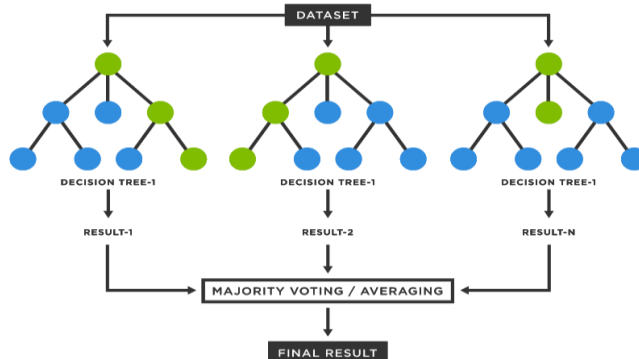 DATASET
DECISION TREE-1 DECISION TREE-1 DECISION TREE-1
RESULT-1 RESULT-2 RESULT-N
MAJORITY VOTING / AVERAGING
FINAL RESULT